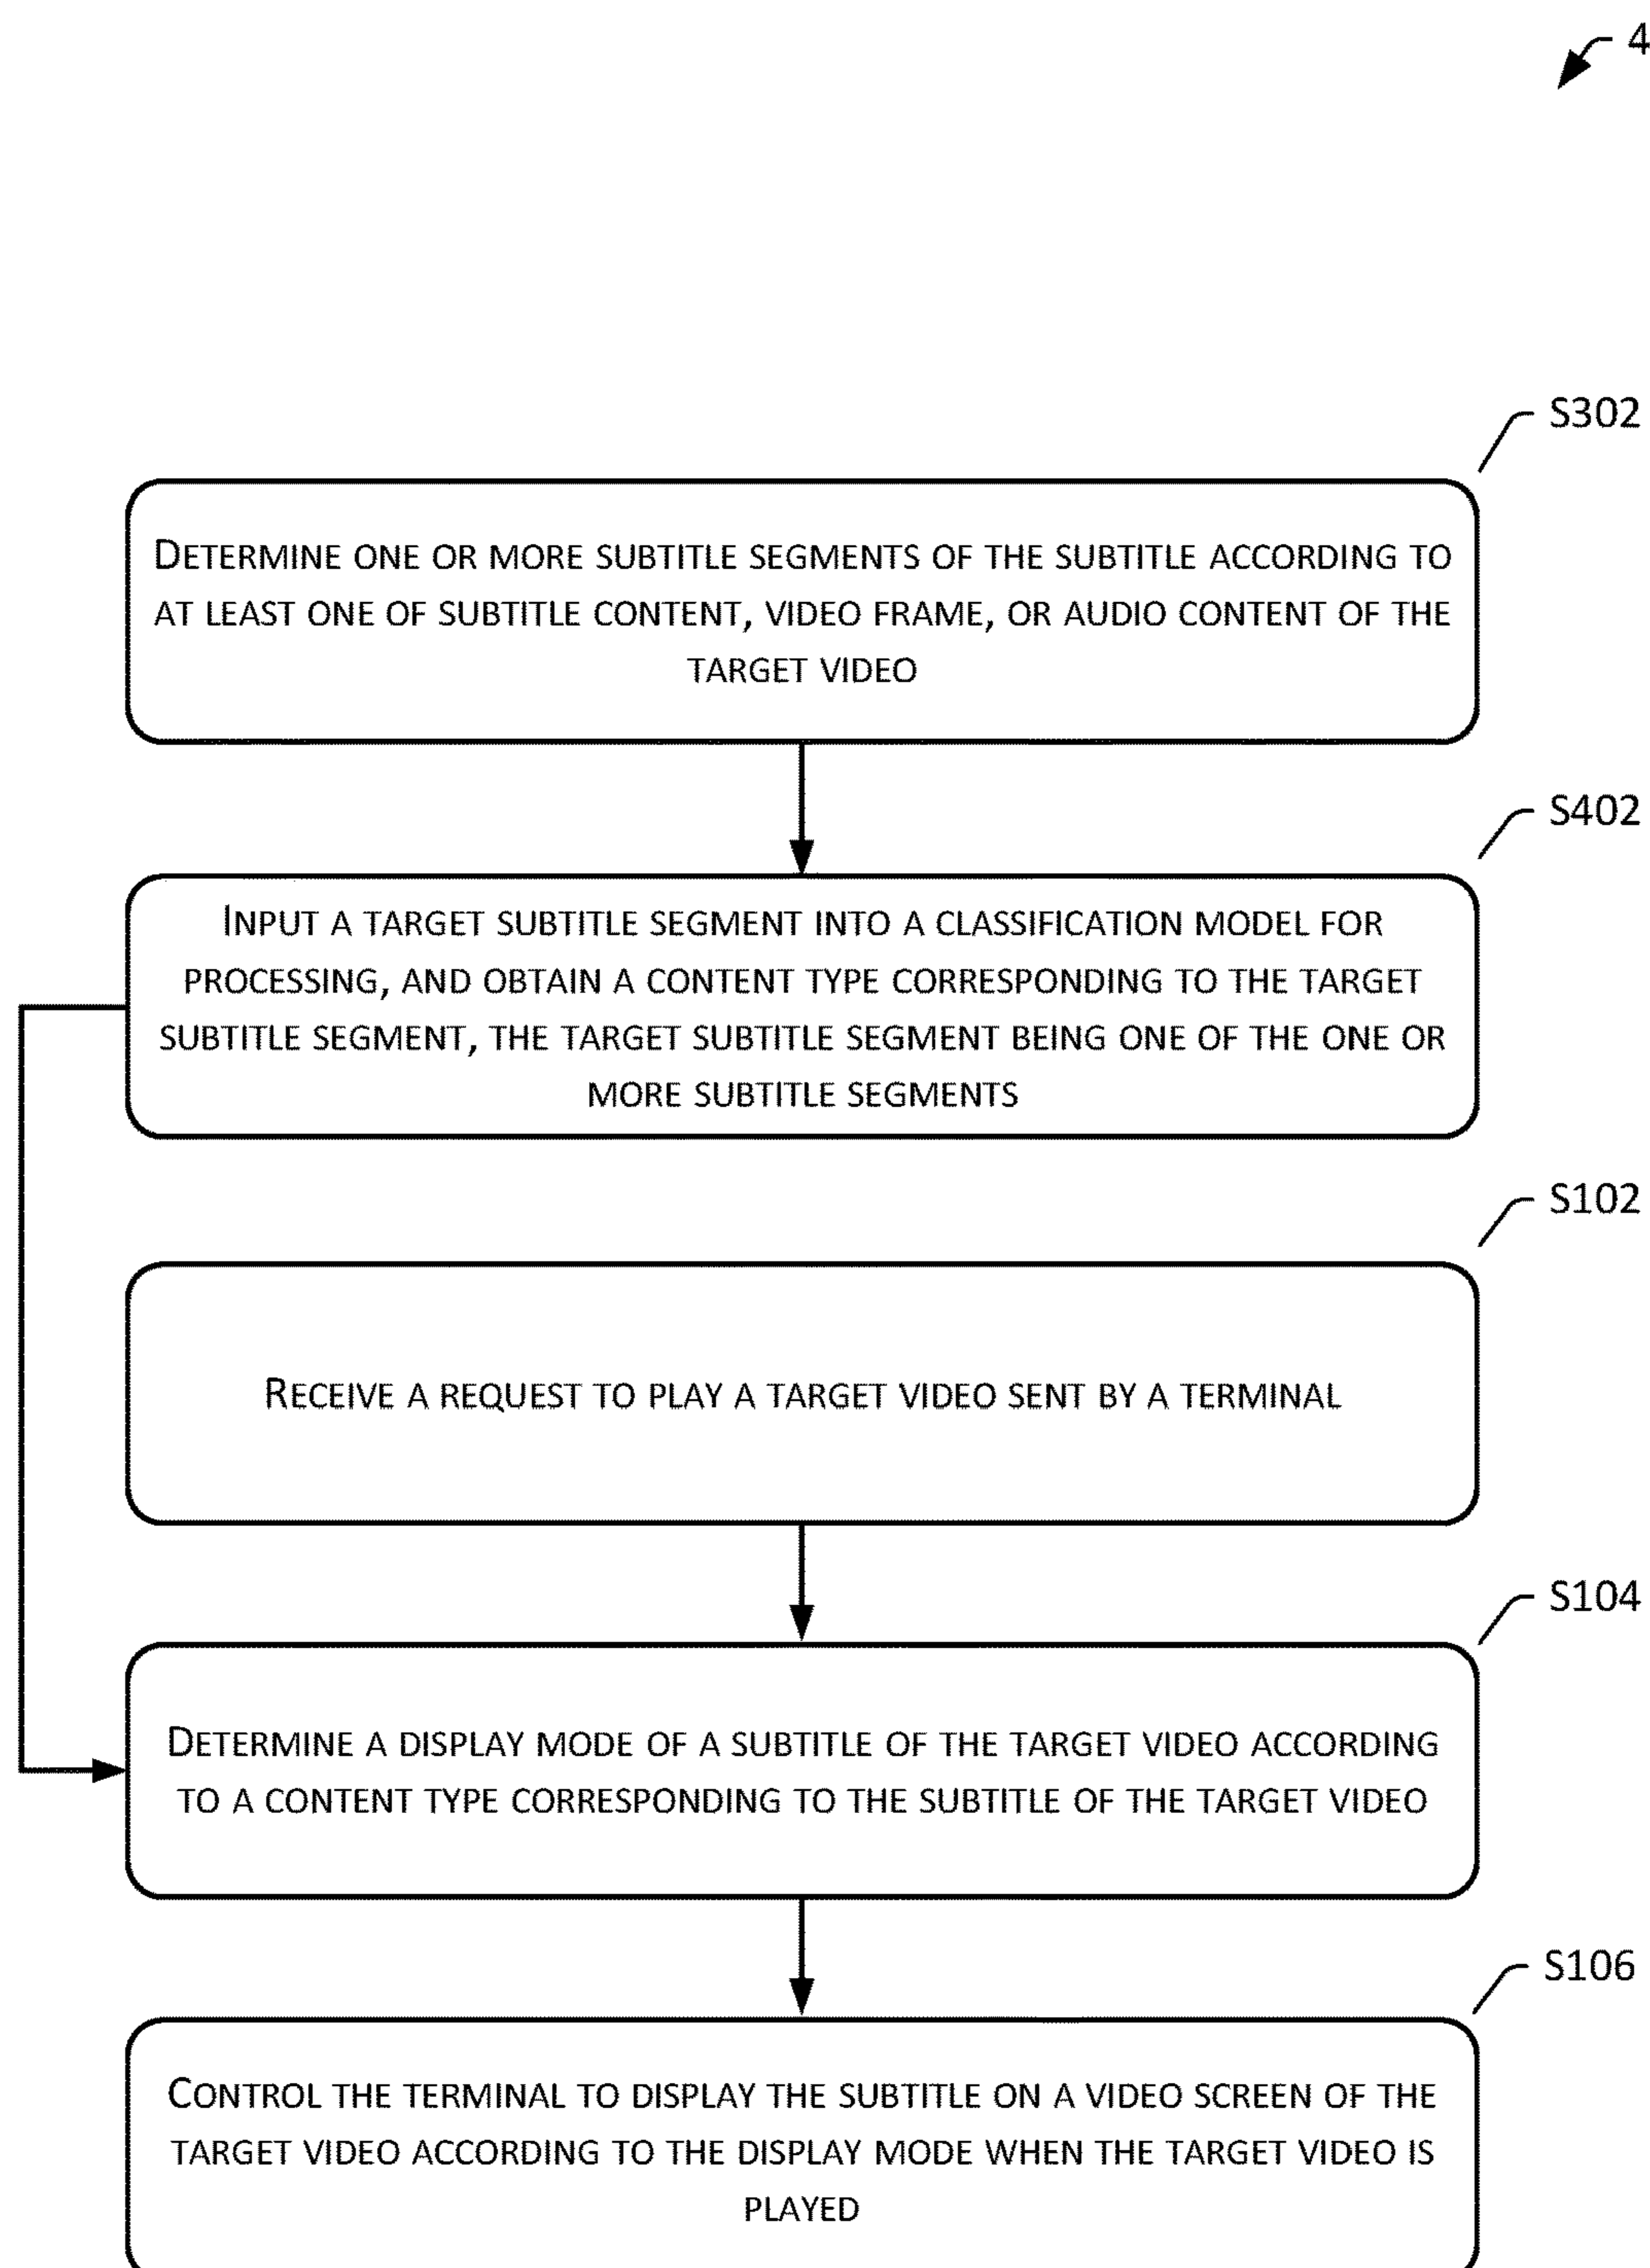 4
S302
DETERMINE ONE OR MORE SUBTITLE SEGMENTS OF THE SUBTITLE ACCORDING TO
AT LEAST ONE OF SUBTITLE CONTENT, VIDEO FRAME, OR AUDIO CONTENT OF THE
TARGET VIDEO
S402
INPUT A TARGET SUBTITLE SEGMENT INTO A CLASSIFICATION MODEL FOR
PROCESSING, AND OBTAIN A CONTENT TYPE CORRESPONDING TO THE TARGET
SUBTITLE SEGMENT, THE TARGET SUBTITLE SEGMENT BEING ONE OF THE ONE OR
MORE SUBTITLE SEGMENTS
S102
RECEIVE A REQUEST TO PLAY A TARGET VIDEO SENT BY A TERMINAL
S104
DETERMINE A DISPLAY MODE OF A SUBTITLE OF THE TARGET VIDEO ACCORDING
TO A CONTENT TYPE CORRESPONDING TO THE SUBTITLE OF THE TARGET VIDEO
S106
CONTROL THE TERMINAL TO DISPLAY THE SUBTITLE ON A VIDEO SCREEN OF THE
TARGET VIDEO ACCORDING TO THE DISPLAY MODE WHEN THE TARGET VIDEO IS
PLAYED